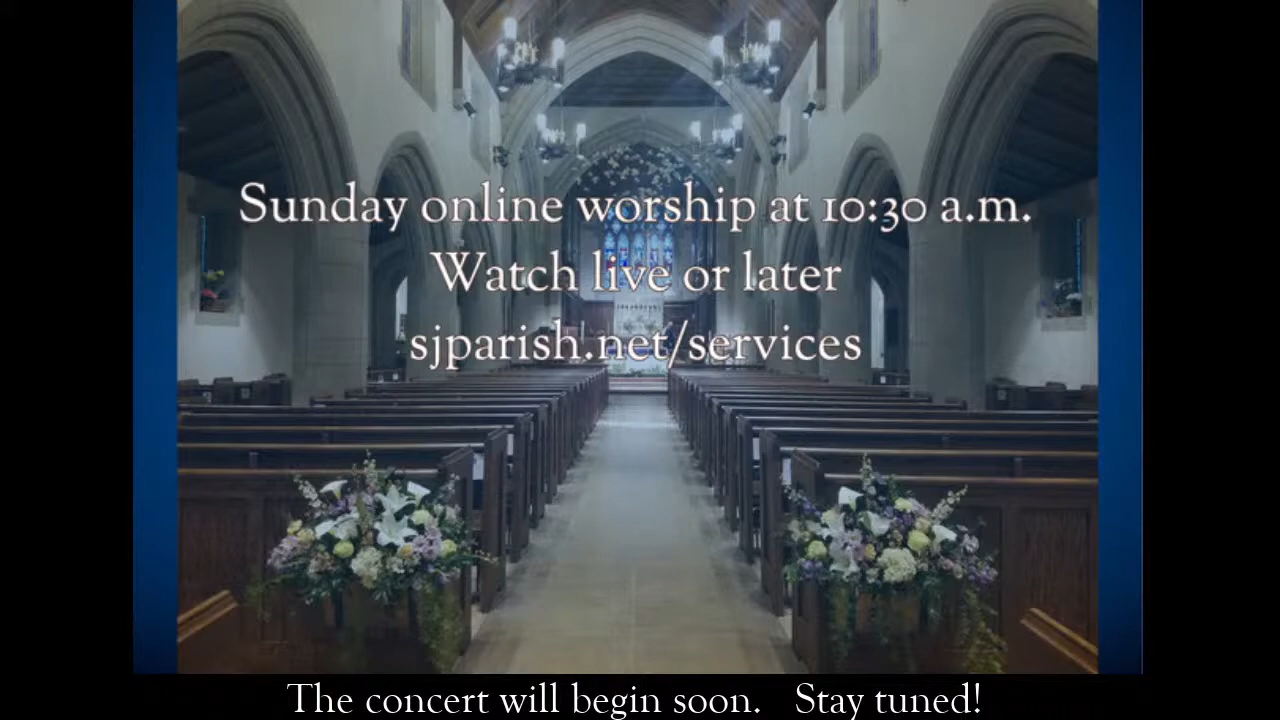 Sunday online worship at 10:30 a.m.
Watch live or later
sjparish.net/services
The concert will begin soon. Stay tuned!